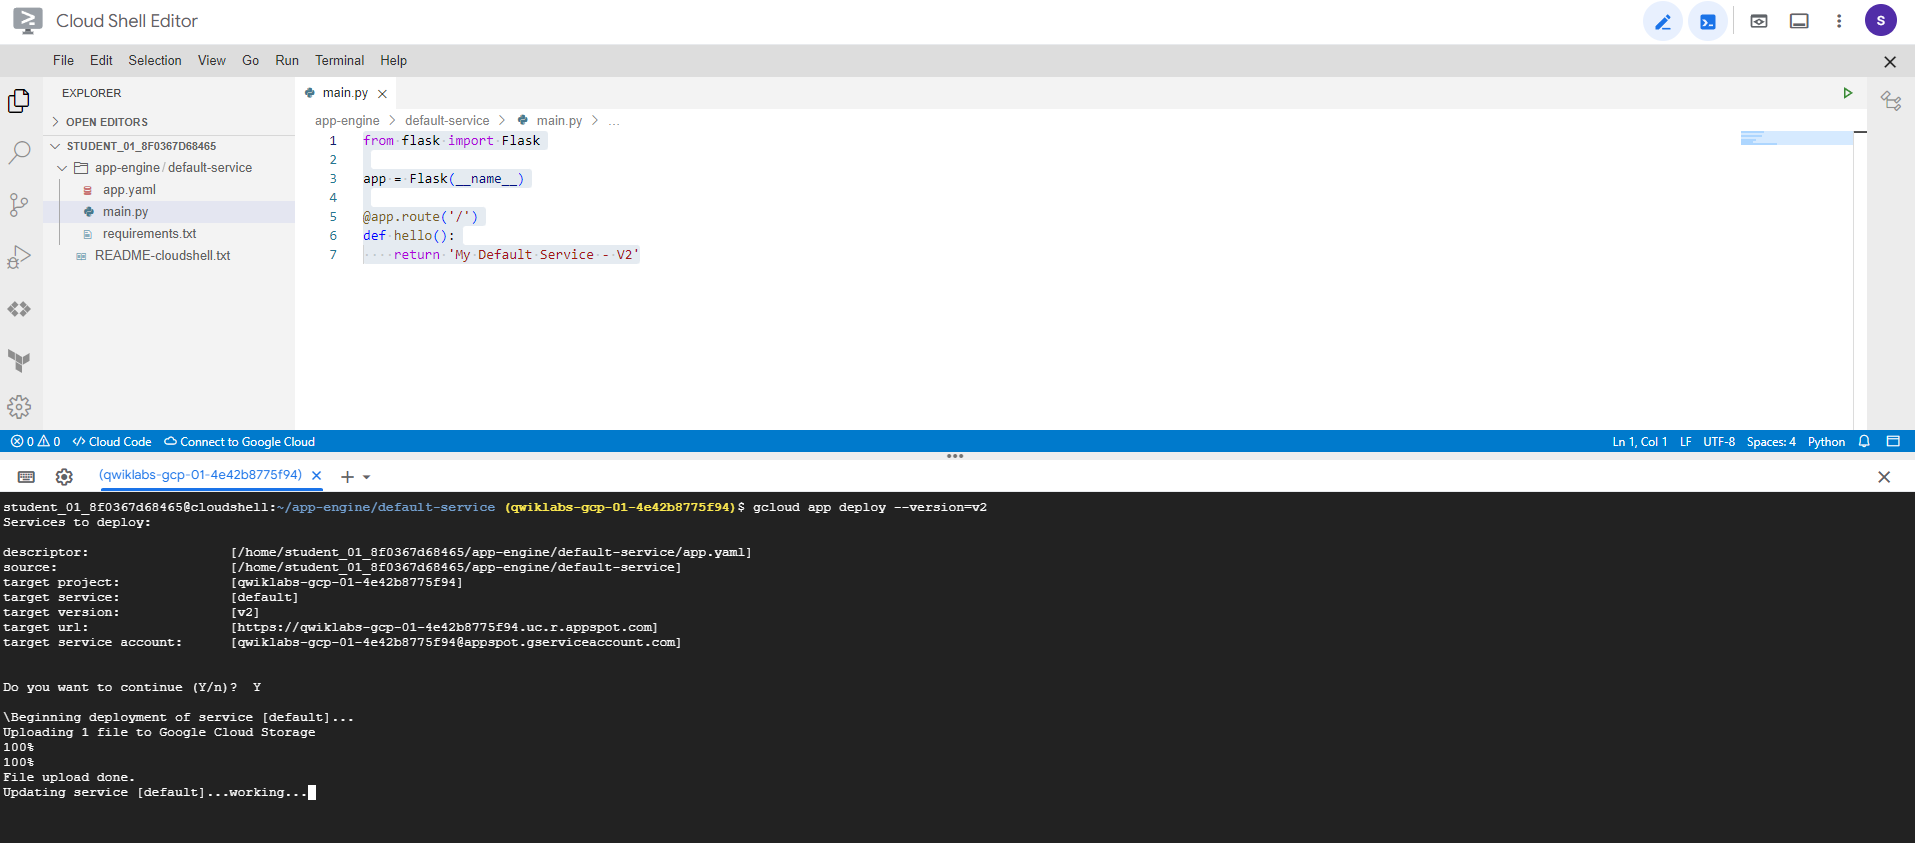 Cloud Shell Editor
S
File Edit Selection View Go Run Terminal Help
EXPLORER
OPEN EDITORS
STUDENT_01_8F0367D68465
app-engine / default-service
app.yaml
main.py
requirements.txt
README-cloudshell.txt
main.py
app-engine > default-service > main.py > ...
1 from flask import Flask
2
3 app = Flask(__name__)
4
5 @app.route('/')
6 def hello():
7 return 'My Default Service - V2'
0 0 Cloud Code Connect to Google Cloud Ln 1, Col 1 LF UTF-8 Spaces: 4 Python
(qwiklabs-gcp-01-4e42b8775f94)
student_01_8f0367d68465@cloudshell:~/app-engine/default-service (qwiklabs-gcp-01-4e42b8775f94)$ gcloud app deploy --version=v2
Services to deploy:
descriptor: [/home/student_01_8f0367d68465/app-engine/default-service/app.yaml]
source: [/home/student_01_8f0367d68465/app-engine/default-service]
target project: [qwiklabs-gcp-01-4e42b8775f94]
target service: [default]
target version: [v2]
target url: [https://qwiklabs-gcp-01-4e42b8775f94.uc.r.appspot.com]
target service account: [qwiklabs-gcp-01-4e42b8775f94@appspot.gserviceaccount.com]
Do you want to continue (Y/n)? Y
\Beginning deployment of service [default]...
Uploading 1 file to Google Cloud Storage
100%
100%
File upload done.
Updating service [default]...working...